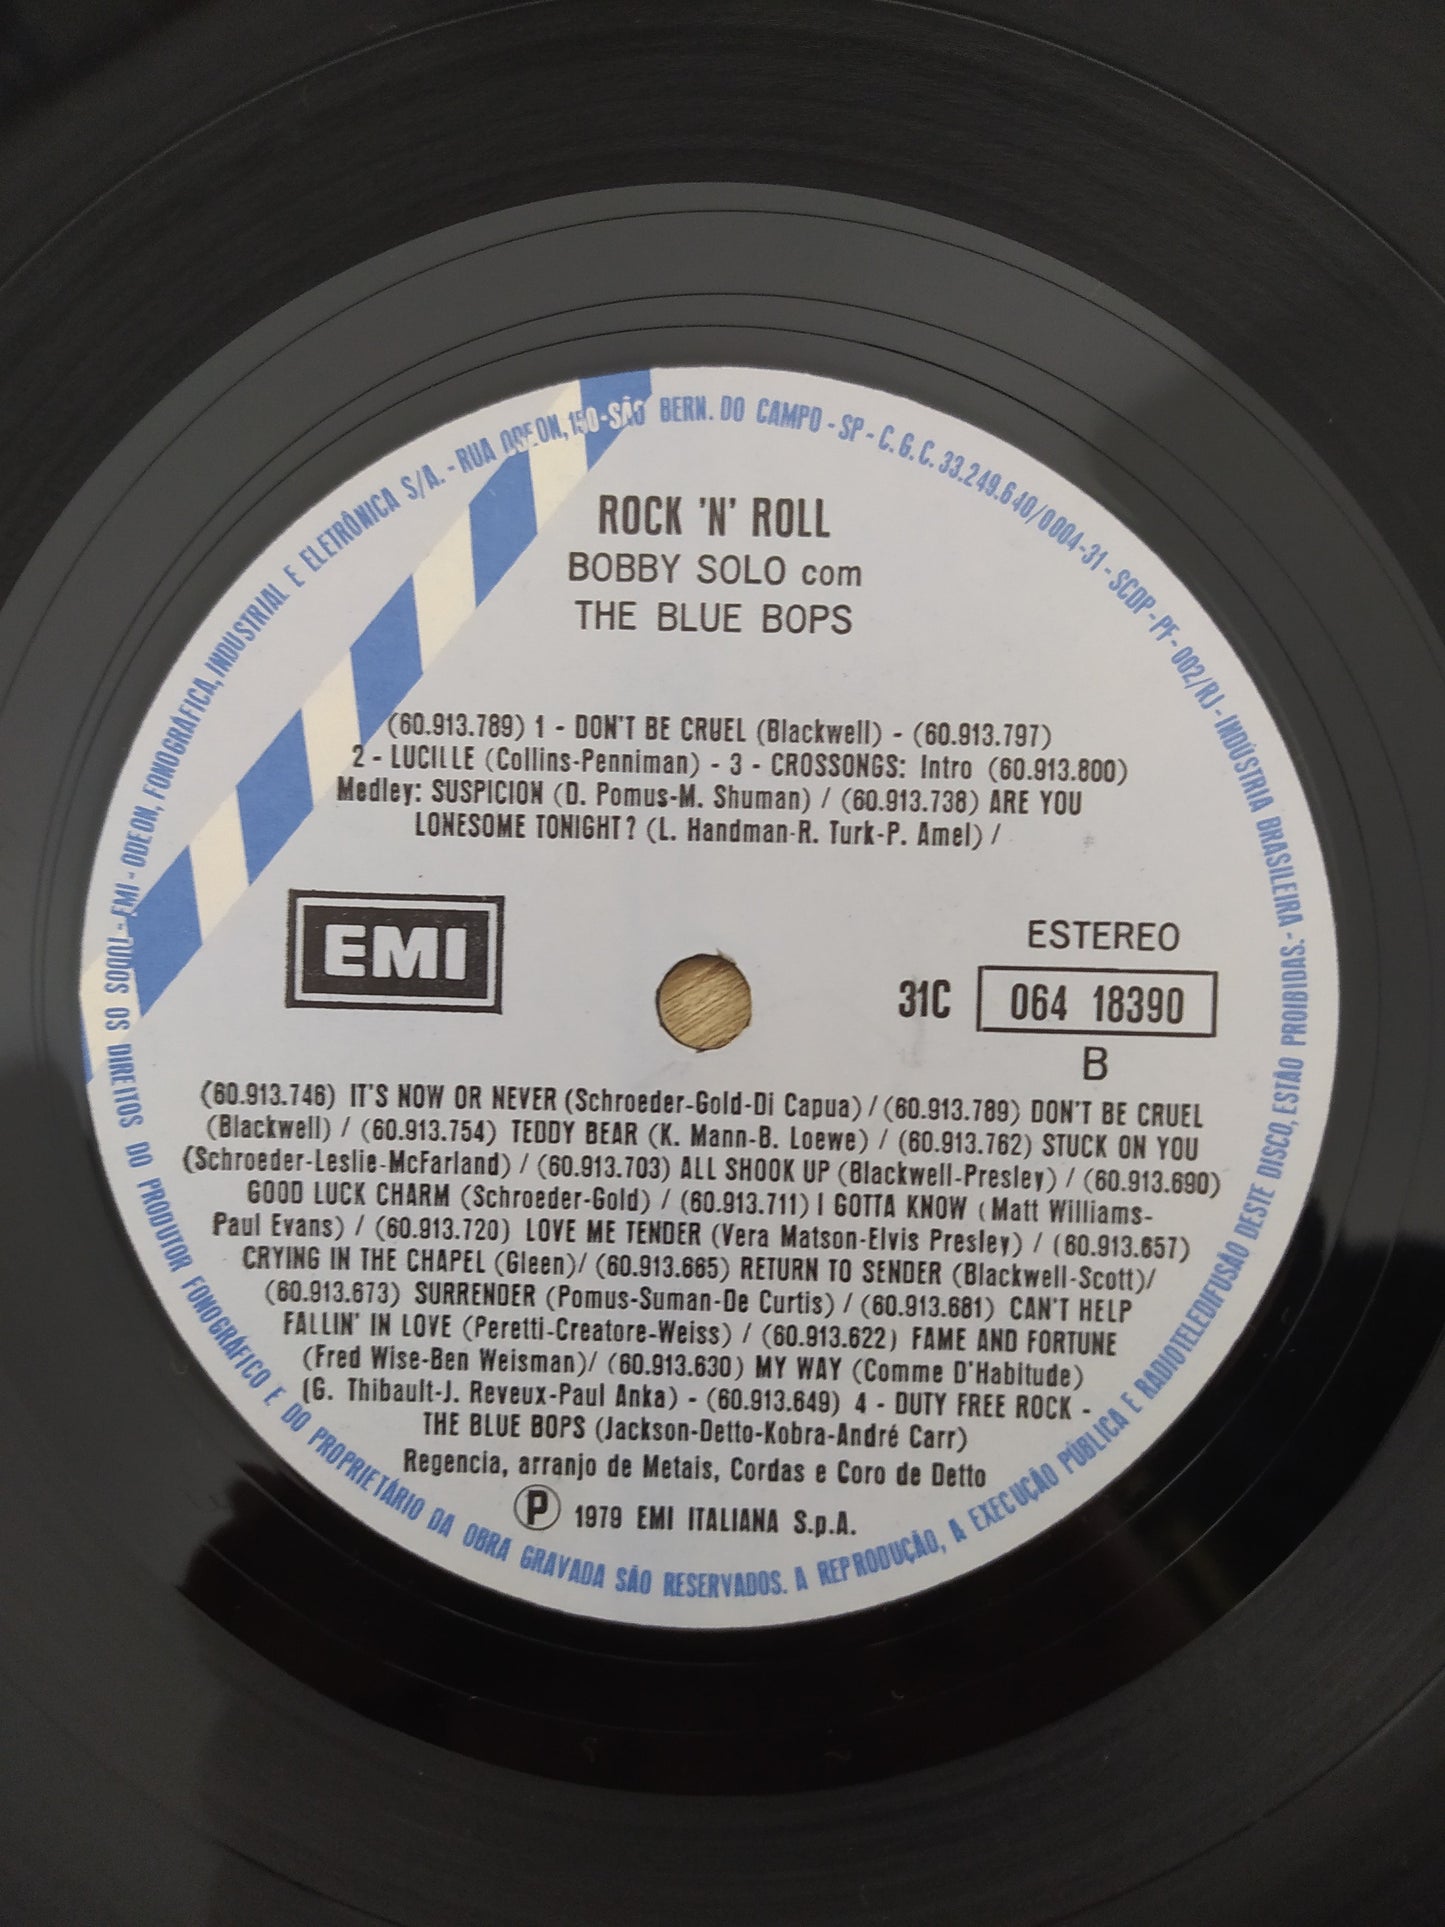 ROCK 'N' ROLL
BOBBY SOLO com
THE BLUE BOPS
(60.913.789) 1 - DON'T BE CRUEL (Blackwell) - (60.913.797)
2 - LUCILLE (Collins-Penniman) - 3 - CROSSONGS: Intro (60.913.800)
Medley: SUSPICION (D. Pomus-M. Shuman) / (60.913.738) ARE YOU
LONESOME TONIGHT? (L. Handman-R. Turk-P. Amel) /
EMI
ESTEREO
31C 064 18390
B
(60.913.746) IT'S NOW OR NEVER (Schroeder-Gold-Di Capua) / (60.913.789) DON'T BE CRUEL
(Blackwell) / (60.913.754) TEDDY BEAR (K. Mann-B. Loewe) / (60.913.762) STUCK ON YOU
(Schroeder-Leslie-McFarland) / (60.913.703) ALL SHOOK UP (Blackwell-Presley) / (60.913.690)
GOOD LUCK CHARM (Schroeder-Gold) / (60.913.711) I GOTTA KNOW (Matt Williams-
Paul Evans) / (60.913.720) LOVE ME TENDER (Vera Matson-Elvis Presley) / (60.913.657)
CRYING IN THE CHAPEL (Gleen)/ (60.913.665) RETURN TO SENDER (Blackwell-Scott)/
(60.913.673) SURRENDER (Pomus-Suman-De Curtis) / (60.913.681) CAN'T HELP
FALLIN' IN LOVE (Peretti-Creatore-Weiss) / (60.913.622) FAME AND FORTUNE
(Fred Wise-Ben Weisman)/ (60.913.630) MY WAY (Comme D'Habitude)
(G. Thibault-J. Reveux-Paul Anka) - (60.913.649) 4 - DUTY FREE ROCK -
THE BLUE BOPS (Jackson-Detto-Kobra-André Carr)
Regencia, arranjo de Metais, Cordas e Coro de Detto
Ⓟ 1979 EMI ITALIANA S.p.A.
EMI - ODEON, FONOGRÁFICA, INDUSTRIAL E ELETRÔNICA S/A. - RUA ODEON, 150 - SÃO BERN. DO CAMPO - SP - C.G.C. 33.249.640/0004-31 - SCDP - PF - 002/RJ - INDÚSTRIA BRASILEIRA -
TODOS OS DIREITOS DO PRODUTOR FONOGRÁFICO E DO PROPRIETÁRIO DA OBRA GRAVADA SÃO RESERVADOS. A REPRODUÇÃO, A EXECUÇÃO PÚBLICA E RADIOTELEDIFUSÃO DESTE DISCO, ESTÃO PROIBIDAS.